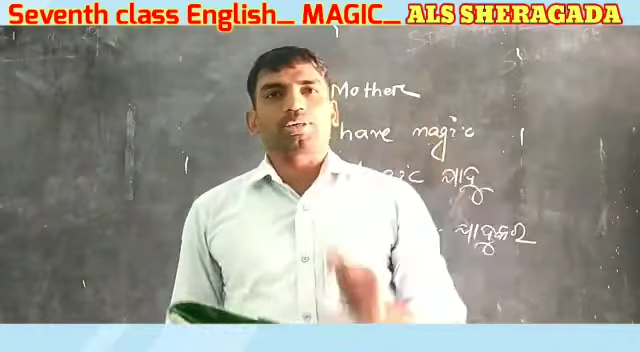 Seventh class English_ MAGIC_ ALS SHERAGADA
Mother
have magic
ଯାଦୁ
ଯାଦୁକର